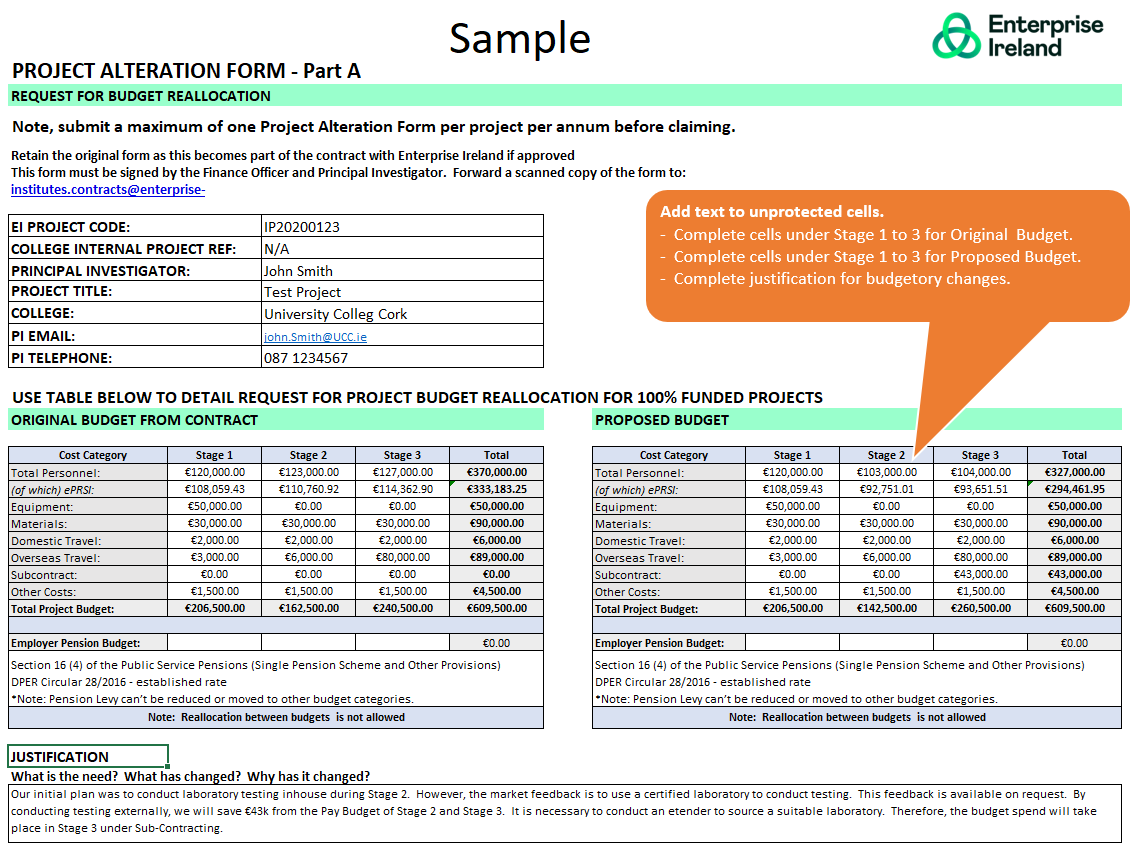 Sample
Enterprise
Ireland
PROJECT ALTERATION FORM - Part A
REQUEST FOR BUDGET REALLOCATION
Note, submit a maximum of one Project Alteration Form per project per annum before claiming.
Retain the original form as this becomes part of the contract with Enterprise Ireland if approved
This form must be signed by the Finance Officer and Principal Investigator.  Forward a scanned copy of the form to:
institutes.contracts@enterprise-
Add text to unprotected cells.
- Complete cells under Stage 1 to 3 for Original  Budget.
- Complete cells under Stage 1 to 3 for Proposed Budget.
- Complete justification for budgetory changes.
EI PROJECT CODE: IP20200123
COLLEGE INTERNAL PROJECT REF: N/A
PRINCIPAL INVESTIGATOR: John Smith
PROJECT TITLE: Test Project
COLLEGE: University Colleg Cork
PI EMAIL: john.Smith@UCC.ie
PI TELEPHONE: 087 1234567
USE TABLE BELOW TO DETAIL REQUEST FOR PROJECT BUDGET REALLOCATION FOR 100% FUNDED PROJECTS
ORIGINAL BUDGET FROM CONTRACT
Cost Category Stage 1 Stage 2 Stage 3 Total
Total Personnel: €120,000.00 €123,000.00 €127,000.00 €370,000.00
(of which) ePRSI: €108,059.43 €110,760.92 €114,362.90 €333,183.25
Equipment: €50,000.00 €0.00 €0.00 €50,000.00
Materials: €30,000.00 €30,000.00 €30,000.00 €90,000.00
Domestic Travel: €2,000.00 €2,000.00 €2,000.00 €6,000.00
Overseas Travel: €3,000.00 €6,000.00 €80,000.00 €89,000.00
Subcontract: €0.00 €0.00 €0.00 €0.00
Other Costs: €1,500.00 €1,500.00 €1,500.00 €4,500.00
Total Project Budget: €206,500.00 €162,500.00 €240,500.00 €609,500.00
Employer Pension Budget: €0.00
Section 16 (4) of the Public Service Pensions (Single Pension Scheme and Other Provisions)
DPER Circular 28/2016 - established rate
*Note: Pension Levy can't be reduced or moved to other budget categories.
Note:  Reallocation between budgets  is not allowed
PROPOSED BUDGET
Cost Category Stage 1 Stage 2 Stage 3 Total
Total Personnel: €120,000.00 €103,000.00 €104,000.00 €327,000.00
(of which) ePRSI: €108,059.43 €92,751.01 €93,651.51 €294,461.95
Equipment: €50,000.00 €0.00 €0.00 €50,000.00
Materials: €30,000.00 €30,000.00 €30,000.00 €90,000.00
Domestic Travel: €2,000.00 €2,000.00 €2,000.00 €6,000.00
Overseas Travel: €3,000.00 €6,000.00 €80,000.00 €89,000.00
Subcontract: €0.00 €0.00 €43,000.00 €43,000.00
Other Costs: €1,500.00 €1,500.00 €1,500.00 €4,500.00
Total Project Budget: €206,500.00 €142,500.00 €260,500.00 €609,500.00
Employer Pension Budget: €0.00
Section 16 (4) of the Public Service Pensions (Single Pension Scheme and Other Provisions)
DPER Circular 28/2016 - established rate
*Note: Pension Levy can't be reduced or moved to other budget categories.
Note:  Reallocation between budgets  is not allowed
JUSTIFICATION
What is the need?  What has changed?  Why has it changed?
Our initial plan was to conduct laboratory testing inhouse during Stage 2.  However, the market feedback is to use a certified laboratory to conduct testing.  This feedback is available on request.  By
conducting testing externally, we will save €43k from the Pay Budget of Stage 2 and Stage 3.  It is necessary to conduct an etender to source a suitable laboratory.  Therefore, the budget spend will take
place in Stage 3 under Sub-Contracting.